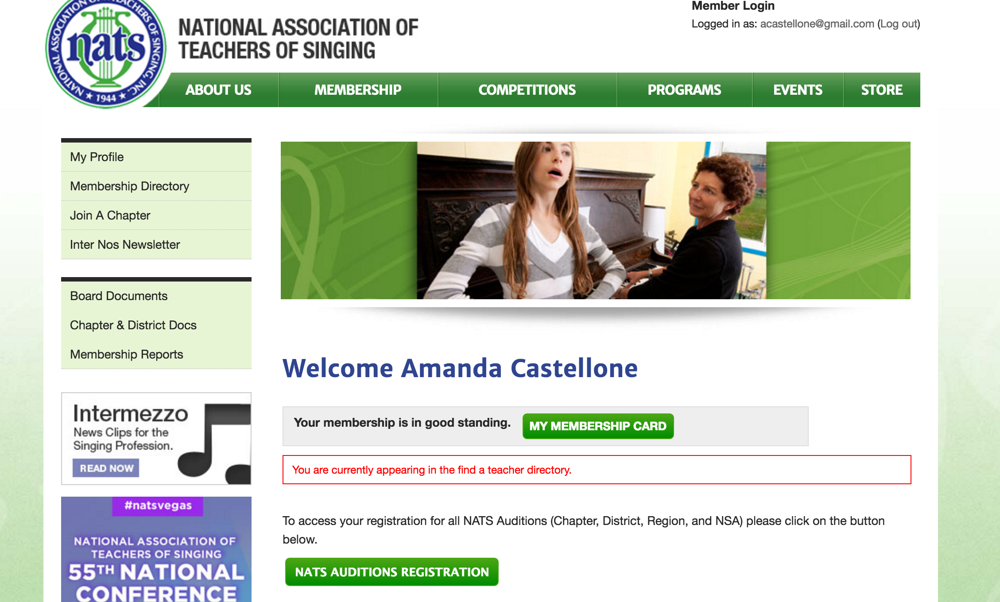 NATIONAL ASSOCIATION OF TEACHERS OF SINGING, INC.
★ 1944 ★
nats
NATIONAL ASSOCIATION OF
TEACHERS OF SINGING
Member Login
Logged in as: acastellone@gmail.com (Log out)
ABOUT US
MEMBERSHIP
COMPETITIONS
PROGRAMS
EVENTS
STORE
My Profile
Membership Directory
Join A Chapter
Inter Nos Newsletter
Board Documents
Chapter & District Docs
Membership Reports
Intermezzo
News Clips for the
Singing Profession.
READ NOW
#natsvegas
NATIONAL ASSOCIATION OF
TEACHERS OF SINGING
55TH NATIONAL
CONFERENCE
Welcome Amanda Castellone
Your membership is in good standing.
MY MEMBERSHIP CARD
You are currently appearing in the find a teacher directory.
To access your registration for all NATS Auditions (Chapter, District, Region, and NSA) please click on the button
below.
NATS AUDITIONS REGISTRATION